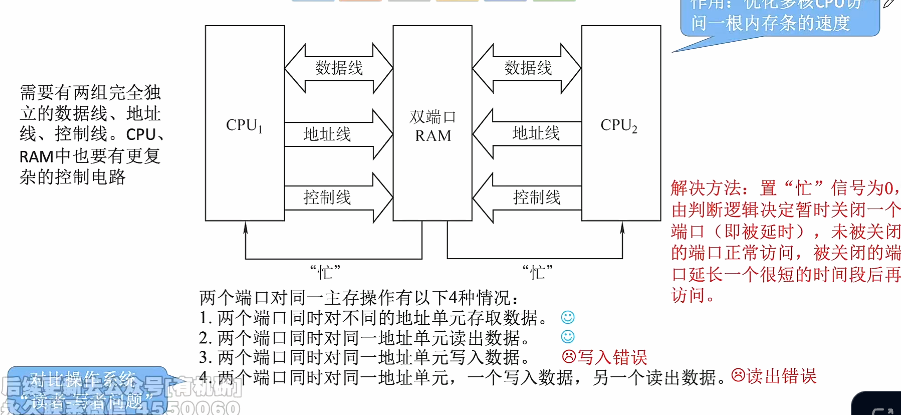 作用：优化多核CPU访
问一根内存条的速度
需要有两组完全独
立的数据线、地址
线、控制线。CPU、
RAM中也要有更复
杂的控制电路
CPU₁
数据线
地址线
控制线
双端口
RAM
数据线
地址线
控制线
CPU₂
“忙”
“忙”
解决方法：置“忙”信号为0，
由判断逻辑决定暂时关闭一个
端口（即被延时），未被关闭
的端口正常访问，被关闭的端
口延长一个很短的时间段后再
访问。
两个端口对同一主存操作有以下4种情况：
1. 两个端口同时对不同的地址单元存取数据。
2. 两个端口同时对同一地址单元读出数据。
3. 两个端口同时对同一地址单元写入数据。 写入错误
4. 两个端口同时对同一地址单元，一个写入数据，另一个读出数据。 读出错误
对比操作系统
“读者-写者问题”